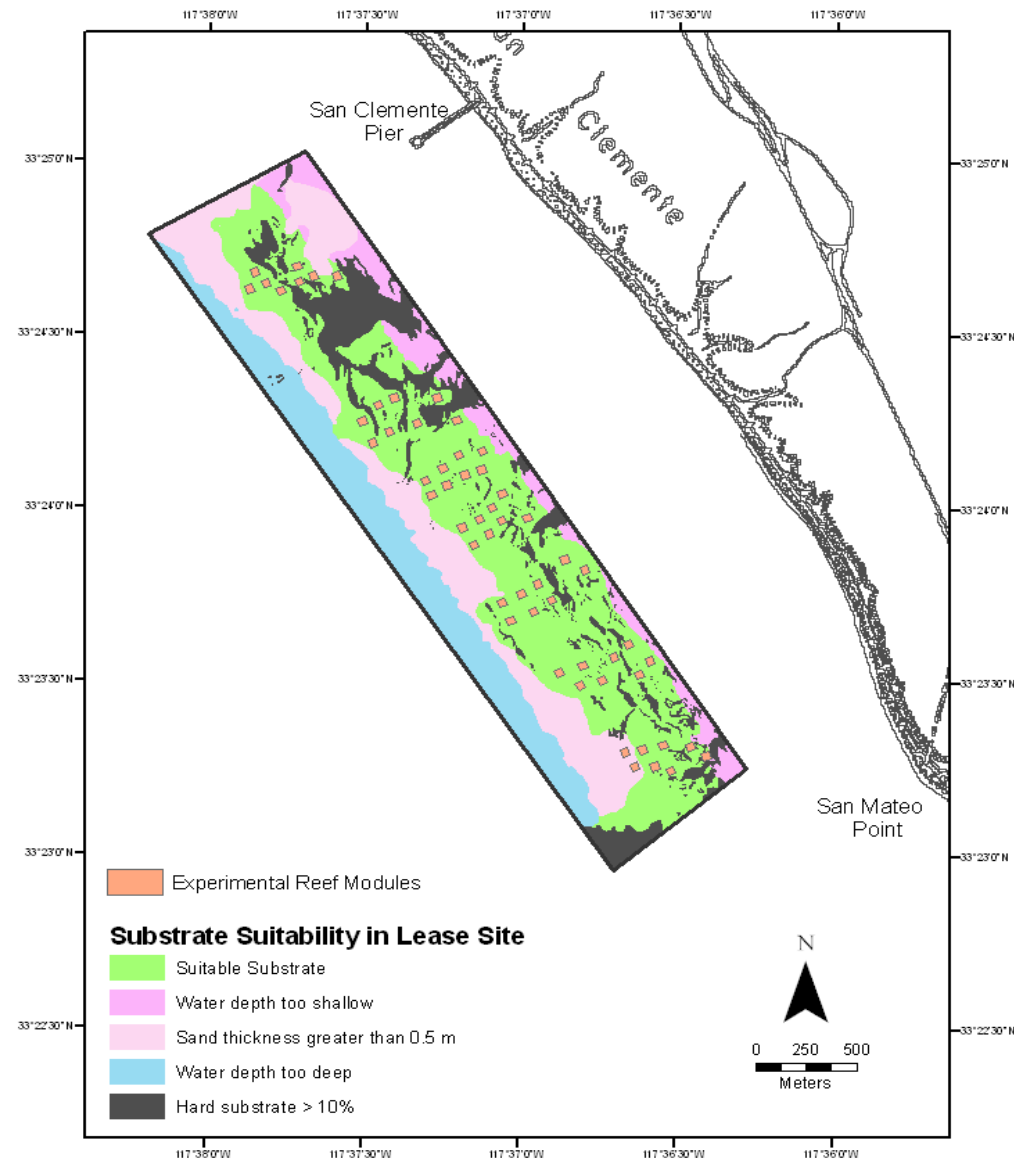 117°38'0"W 117°37'30"W 117°37'0"W 117°36'30"W 117°36'0"W
San Clemente
Pier
Clemente
33°25'0"N 33°25'0"N
33°24'30"N 33°24'30"N
33°24'0"N 33°24'0"N
33°23'30"N 33°23'30"N
San Mateo
Point
33°23'0"N 33°23'0"N
Experimental Reef Modules
Substrate Suitability in Lease Site
Suitable Substrate
Water depth too shallow
Sand thickness greater than 0.5 m
Water depth too deep
Hard substrate > 10%
N
33°22'30"N 33°22'30"N
0 250 500
Meters
117°38'0"W 117°37'30"W 117°37'0"W 117°36'30"W 117°36'0"W